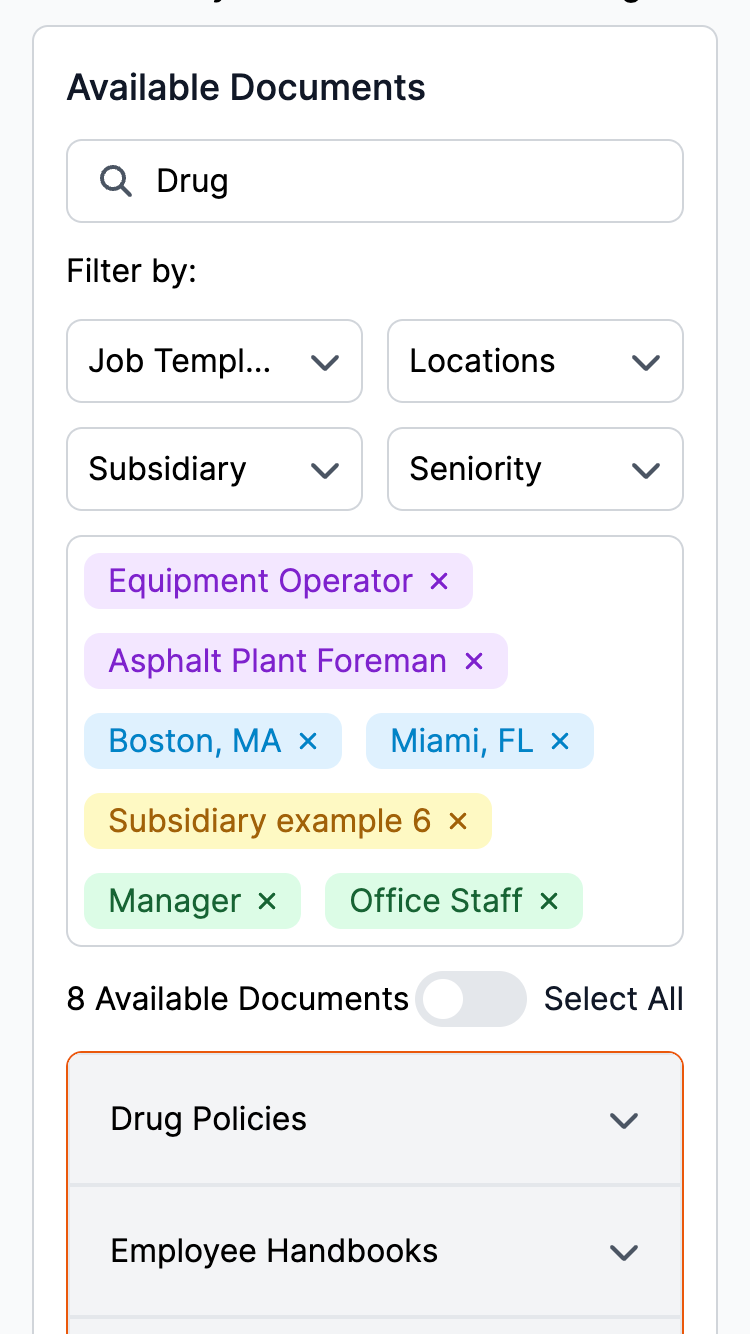 Available Documents
Drug
Filter by:
Job Templ... Locations
Subsidiary Seniority
Equipment Operator ×
Asphalt Plant Foreman ×
Boston, MA × Miami, FL ×
Subsidiary example 6 ×
Manager × Office Staff ×
8 Available Documents Select All
Drug Policies
Employee Handbooks